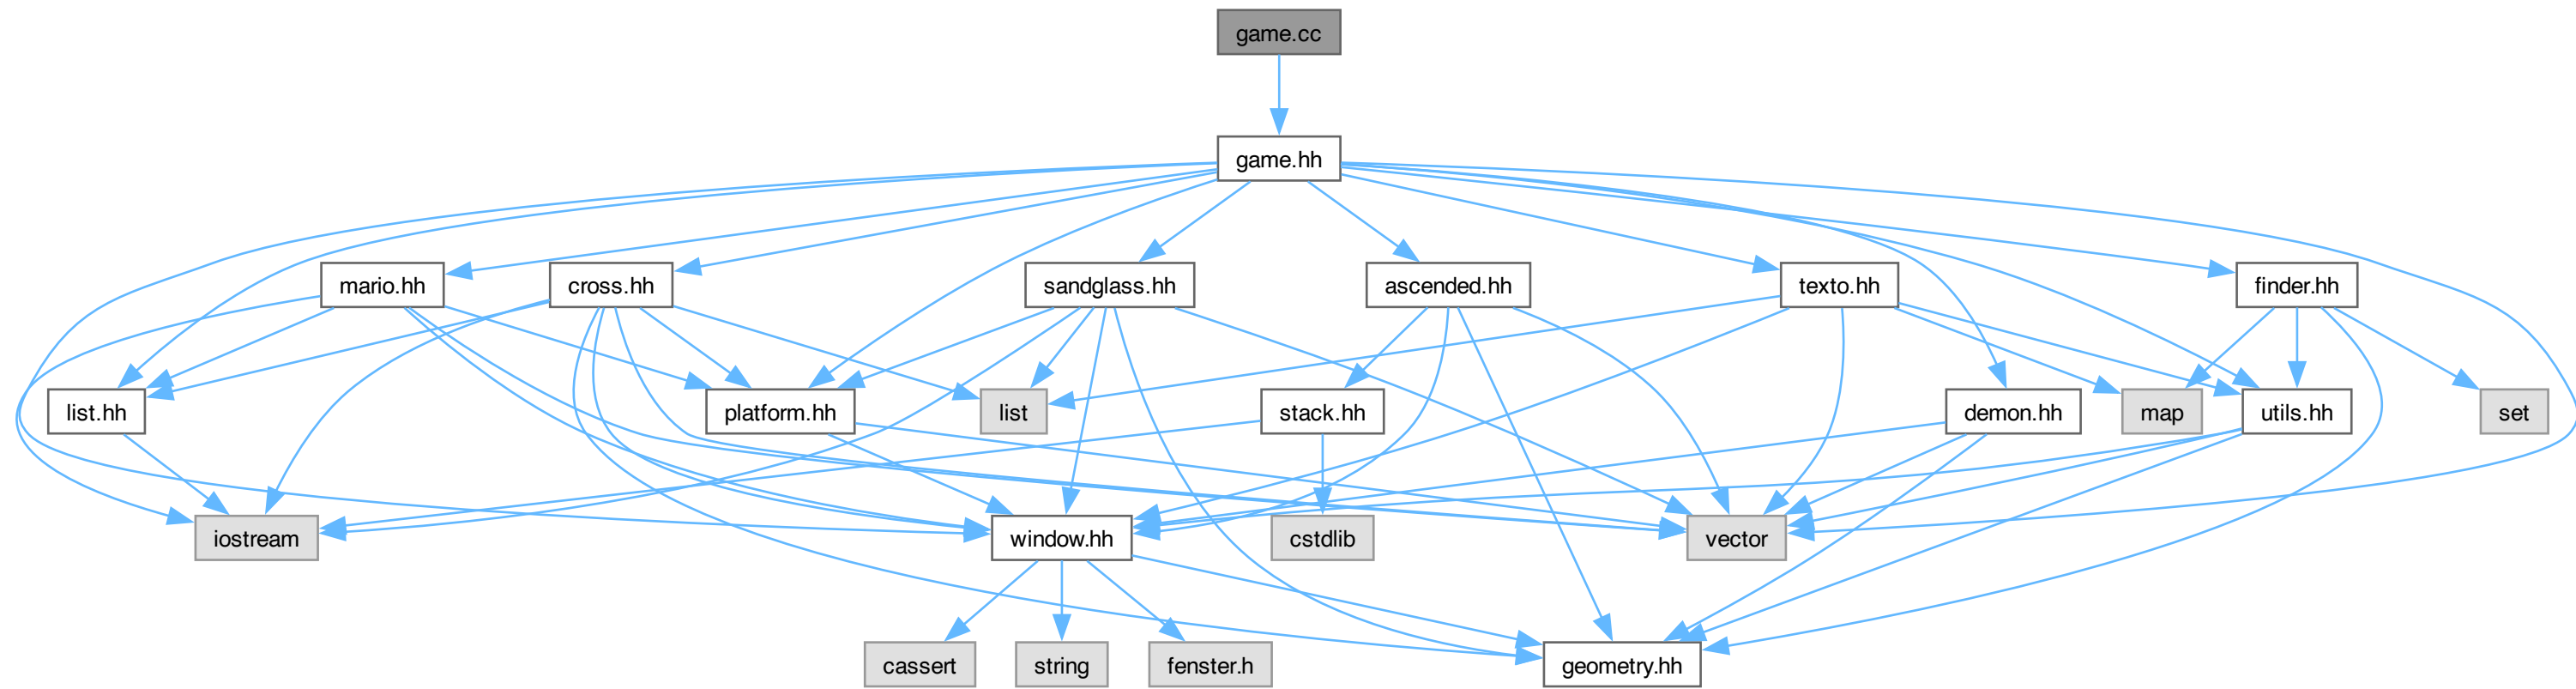 game.cc
game.hh
mario.hh
cross.hh
sandglass.hh
ascended.hh
texto.hh
finder.hh
list.hh
platform.hh
list
stack.hh
demon.hh
map
utils.hh
set
iostream
window.hh
cstdlib
vector
cassert
string
fenster.h
geometry.hh